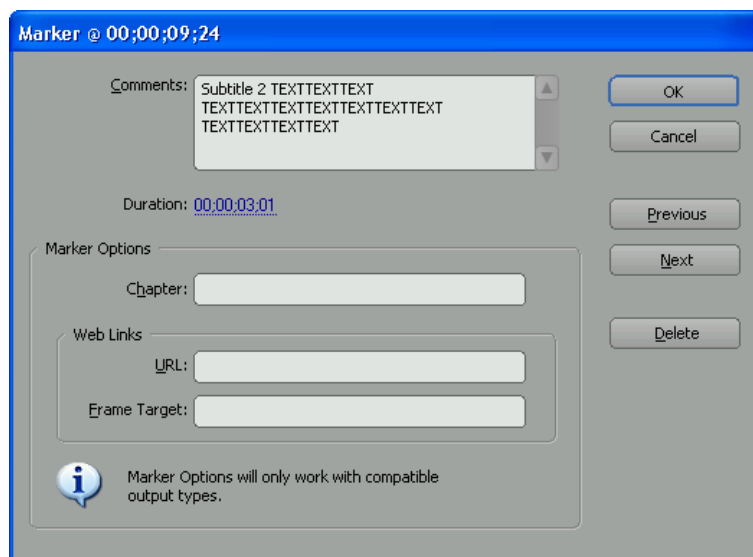 Marker @ 00;00;09;24
Comments:
Subtitle 2 TEXTTEXTTEXT
TEXTTEXTTEXTTEXTTEXTTEXTTEXT
TEXTTEXTTEXTTEXT
OK
Cancel
Duration: 00;00;03;01
Previous
Next
Delete
Marker Options
Chapter:
Web Links
URL:
Frame Target:
Marker Options will only work with compatible
output types.